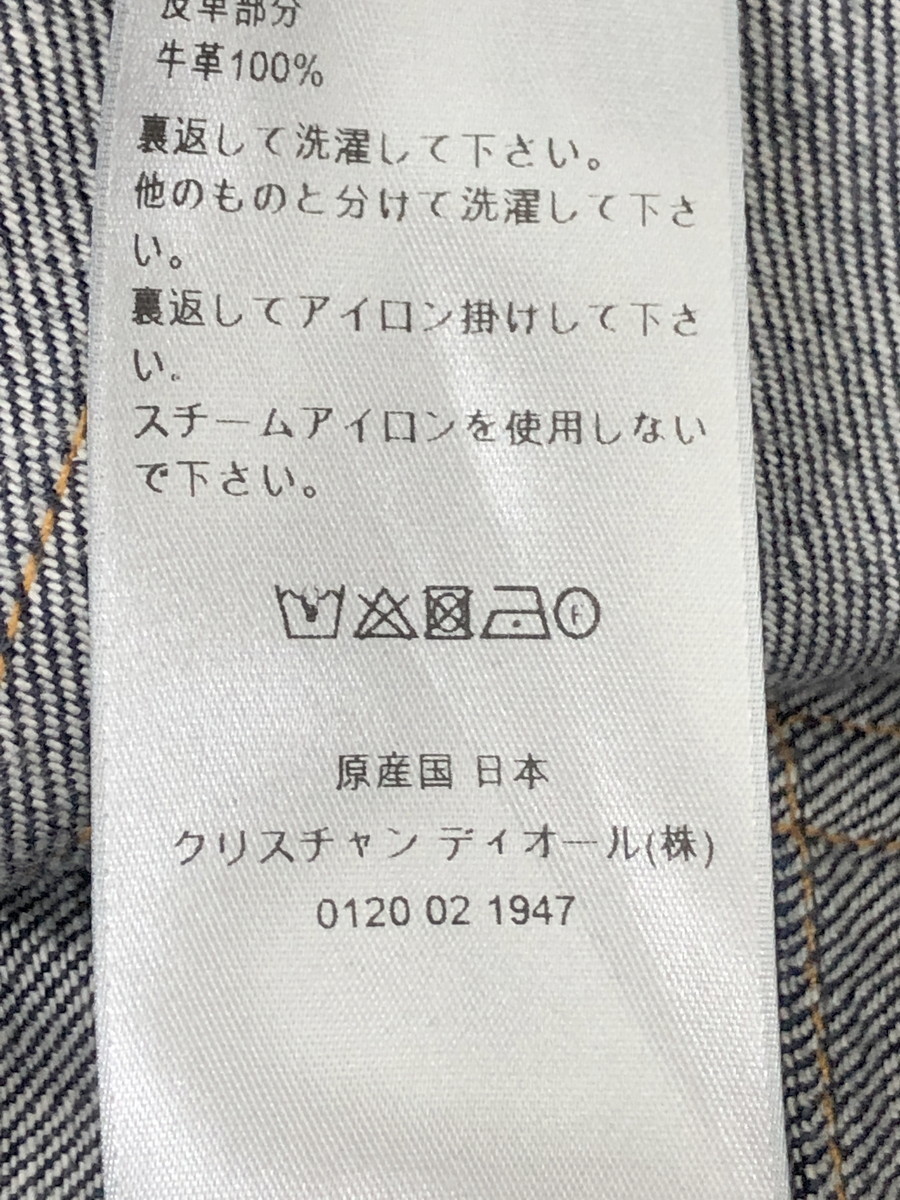 皮革部分
牛革100%
裏返して洗濯して下さい。
他のものと分けて洗濯して下さ
い。
裏返してアイロン掛けして下さ
い。
スチームアイロンを使用しない
で下さい。
F
原産国 日本
クリスチャン ディオール(株)
0120 02 1947